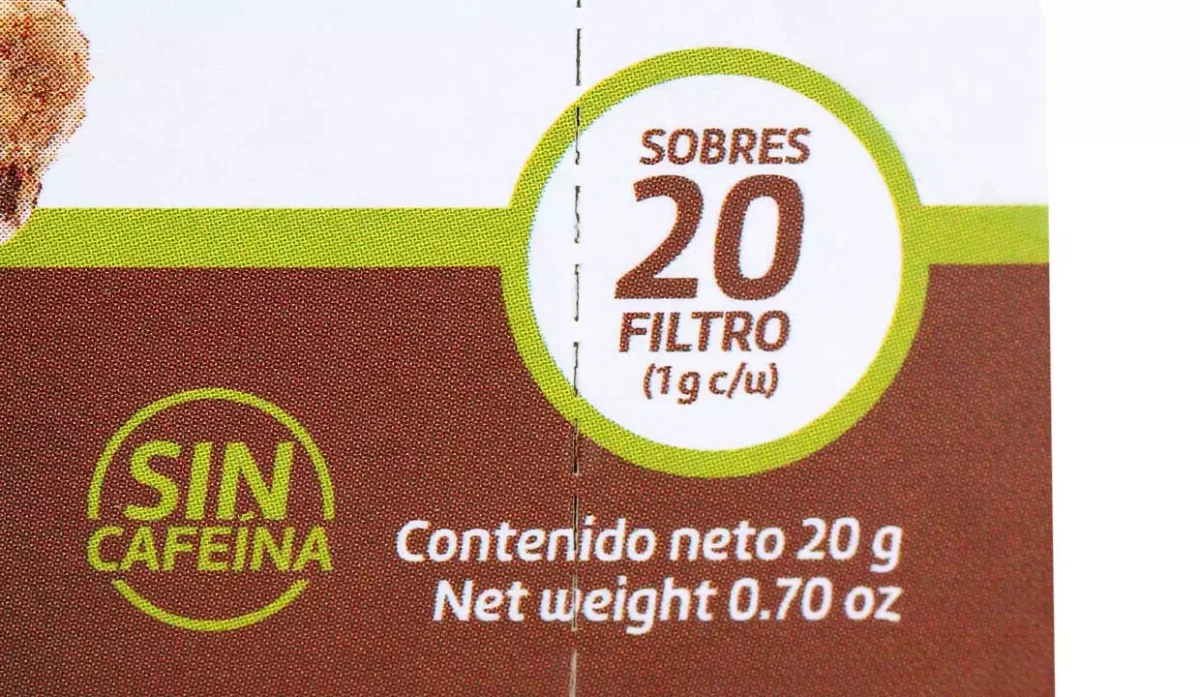 SOBRES
20
FILTRO
(1 g c/u)
SIN
CAFEÍNA
Contenido neto 20 g
Net weight 0.70 oz